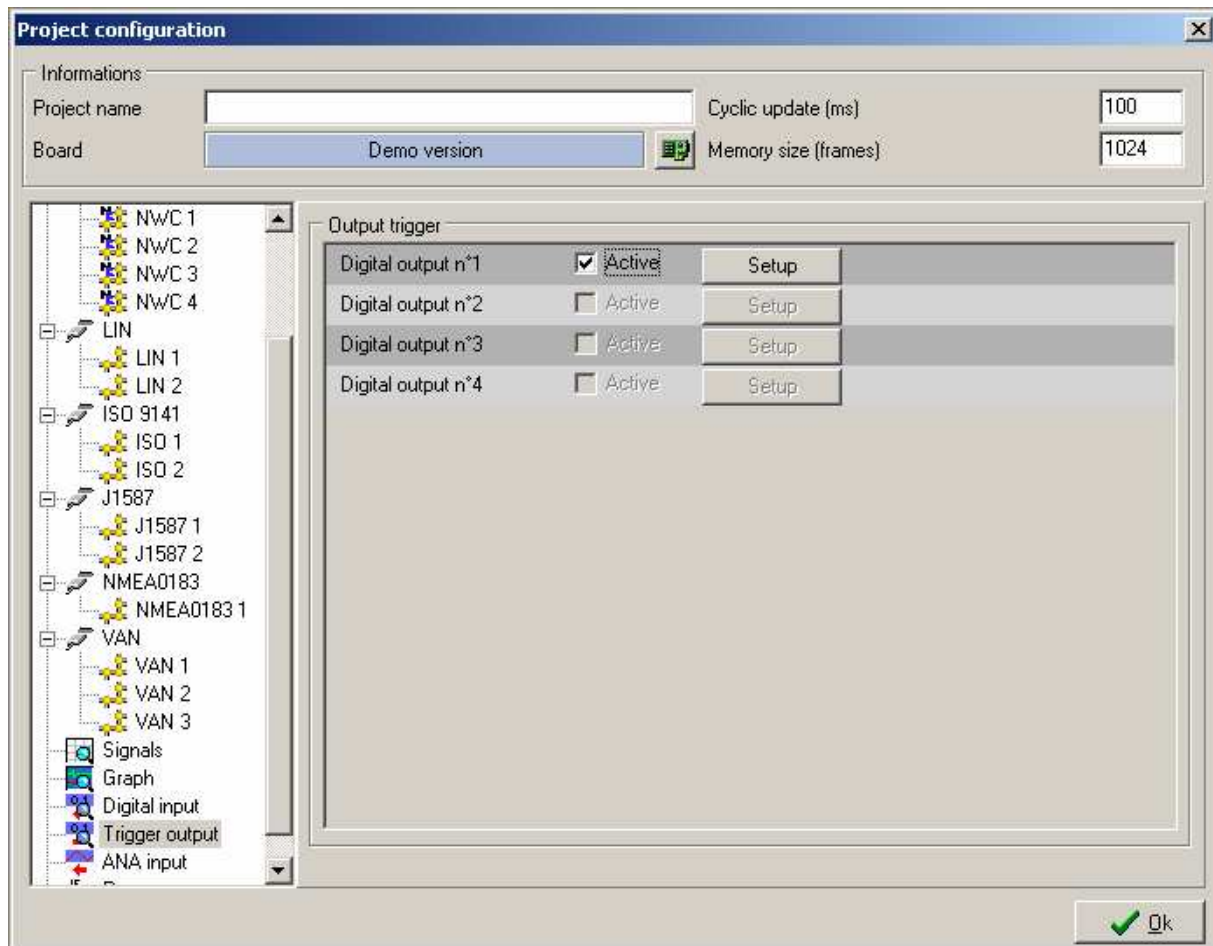 Project configuration
Informations
Project name
Cyclic update (ms) 100
Board Demo version
Memory size (frames) 1024
NWC 1
NWC 2
NWC 3
NWC 4
LIN
LIN 1
LIN 2
ISO 9141
ISO 1
ISO 2
J1587
J1587 1
J1587 2
NMEA0183
NMEA0183 1
VAN
VAN 1
VAN 2
VAN 3
Signals
Graph
Digital input
Trigger output
ANA input
Output trigger
Digital output n°1 Active Setup
Digital output n°2 Active Setup
Digital output n°3 Active Setup
Digital output n°4 Active Setup
Ok